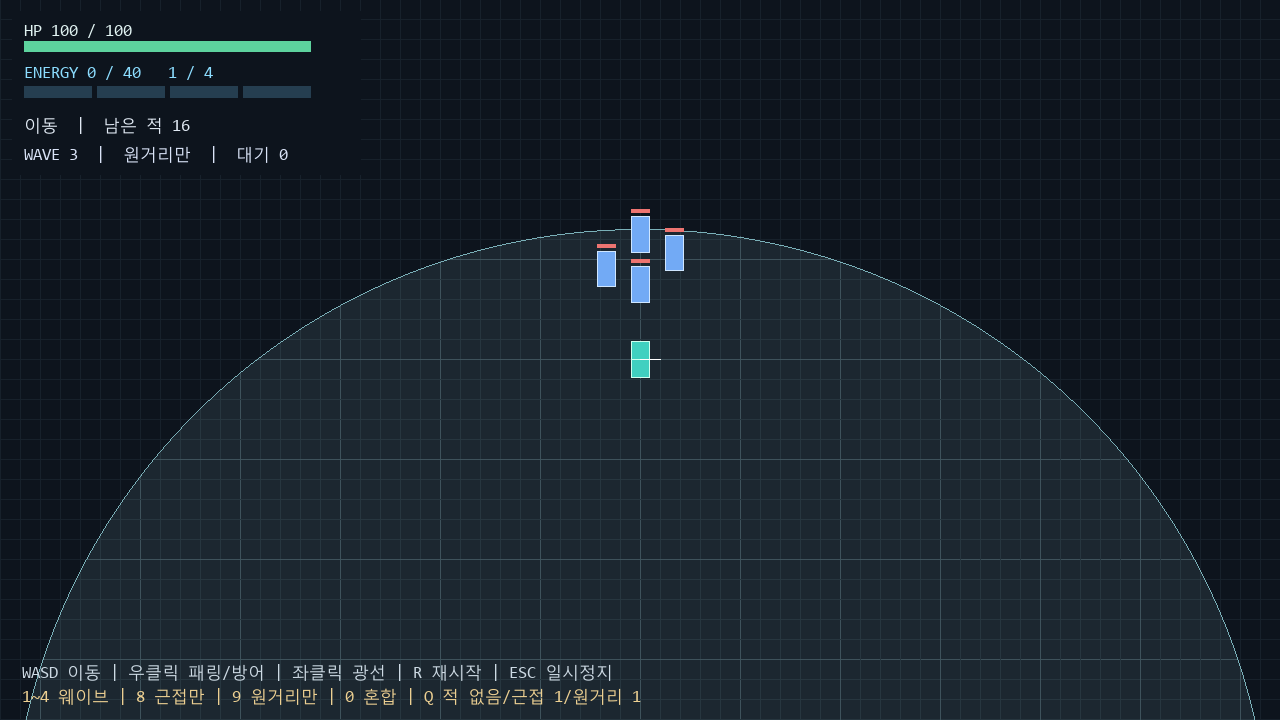 HP 100 / 100
ENERGY 0 / 40 1 / 4
이동 | 남은 적 16
WAVE 3 | 원거리만 | 대기 0
WASD 이동 | 우클릭 패링/방어 | 좌클릭 광선 | R 재시작 | ESC 일시정지
1~4 웨이브 | 8 근접만 | 9 원거리만 | 0 혼합 | Q 적 없음/근접 1/원거리 1